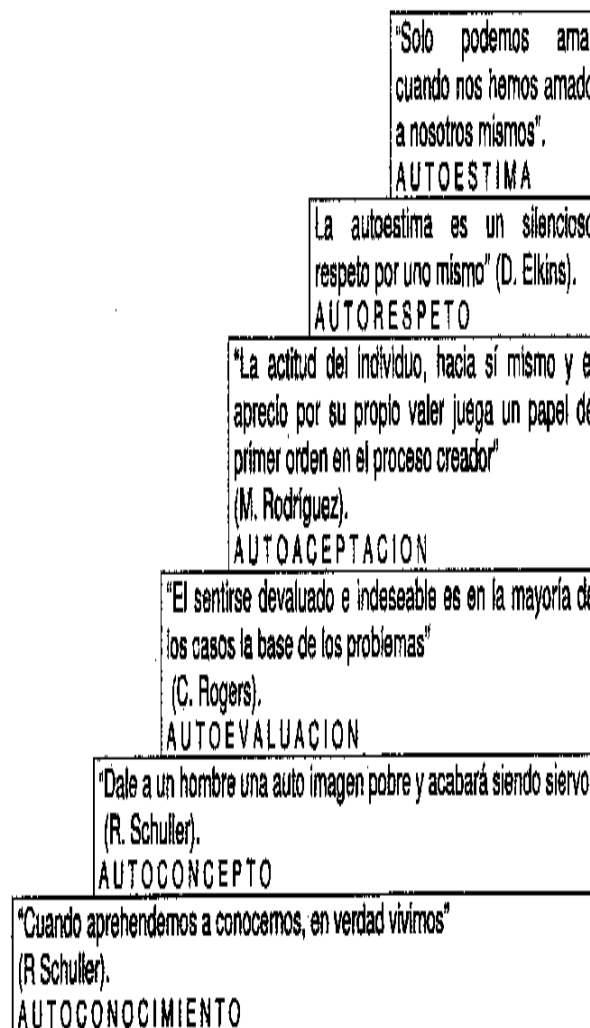 "Solo podemos ama
cuando nos hemos amado
a nosotros mismos".
AUTOESTIMA
La autoestima es un silencioso
respeto por uno mismo" (D. Elkins).
AUTORESPETO
"La actitud del individuo, hacia sí mismo y e
aprecio por su propio valer juega un papel de
primer orden en el proceso creador"
(M. Rodríguez).
AUTOACEPTACION
"El sentirse devaluado e indeseable es en la mayoría de
los casos la base de los problemas"
(C. Rogers).
AUTOEVALUACION
"Dale a un hombre una auto imagen pobre y acabará siendo siervo
(R. Schuller).
AUTOCONCEPTO
"Cuando aprehendemos a conocernos, en verdad vivimos"
(R Schuller).
AUTOCONOCIMIENTO